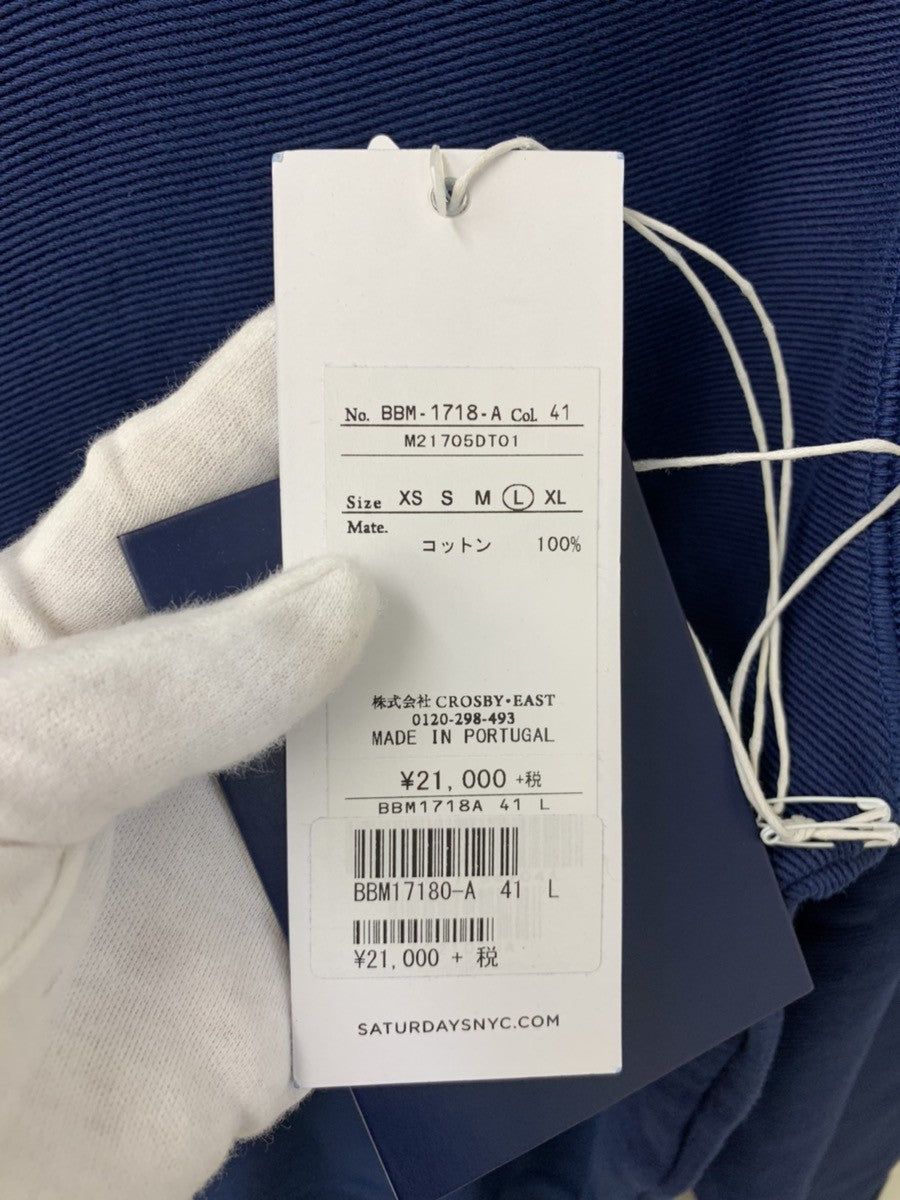 No. BBM-1718-A Col. 41
M21705DT01
Size XS S M L XL
Mate.
コットン 100%
株式会社 CROSBY・EAST
0120-298-493
MADE IN PORTUGAL
¥21,000 +税
BBM1718A 41 L
BBM17180-A 41 L
¥21,000 + 税
SATURDAYSNYC.COM